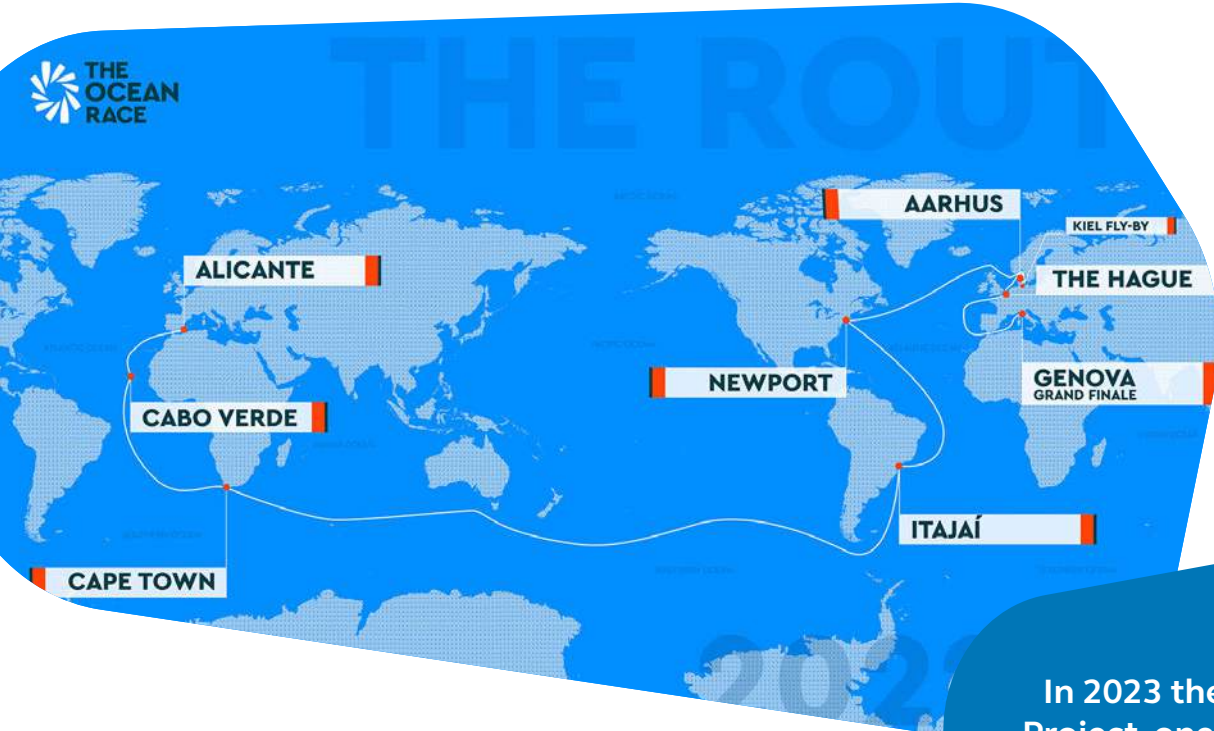 THE
OCEAN
RACE
THE ROUT
AARHUS
KIEL FLY-BY
ALICANTE
THE HAGUE
NEWPORT
GENOVA
GRAND FINALE
CABO VERDE
ITAJAÍ
CAPE TOWN
In 2023 the